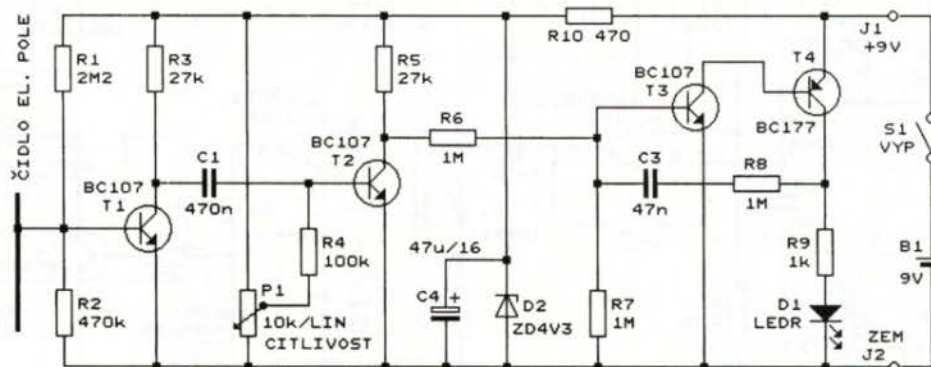 ČIDLO EL. POLE
R1
2M2
R3
27k
R5
27k
R10 470
J1
+9V
BC107
T3
T4
BC177
S1
VYP
C1
470n
BC107
T2
R6
1M
C3
47n
R8
1M
BC107
T1
R4
100k
47u/16
C4 +
D2
ZD4V3
R7
1M
R9
1k
B1
9V
R2
470k
P1
10k/LIN
CITLIVOST
D1
LEDR
ZEM
J2